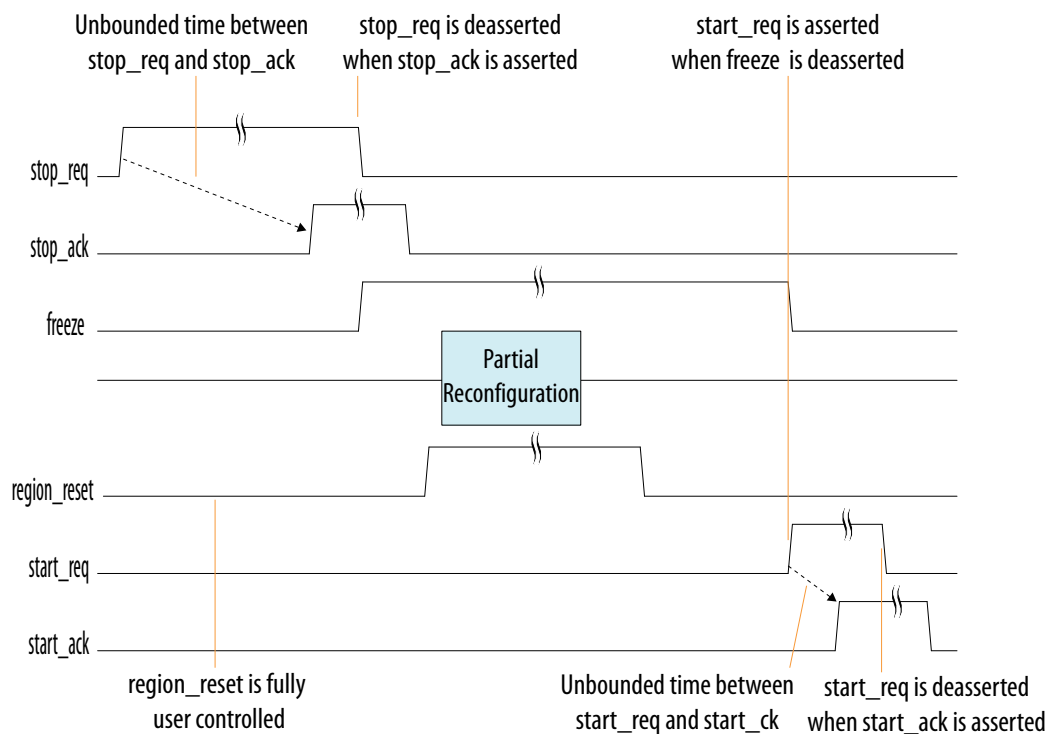 Unbounded time between
stop_req and stop_ack
stop_req is deasserted
when stop_ack is asserted
start_req is asserted
when freeze is deasserted
stop_req
stop_ack
freeze
Partial
Reconfiguration
region_reset
start_req
start_ack
region_reset is fully
user controlled
Unbounded time between
start_req and start_ck
start_req is deasserted
when start_ack is asserted